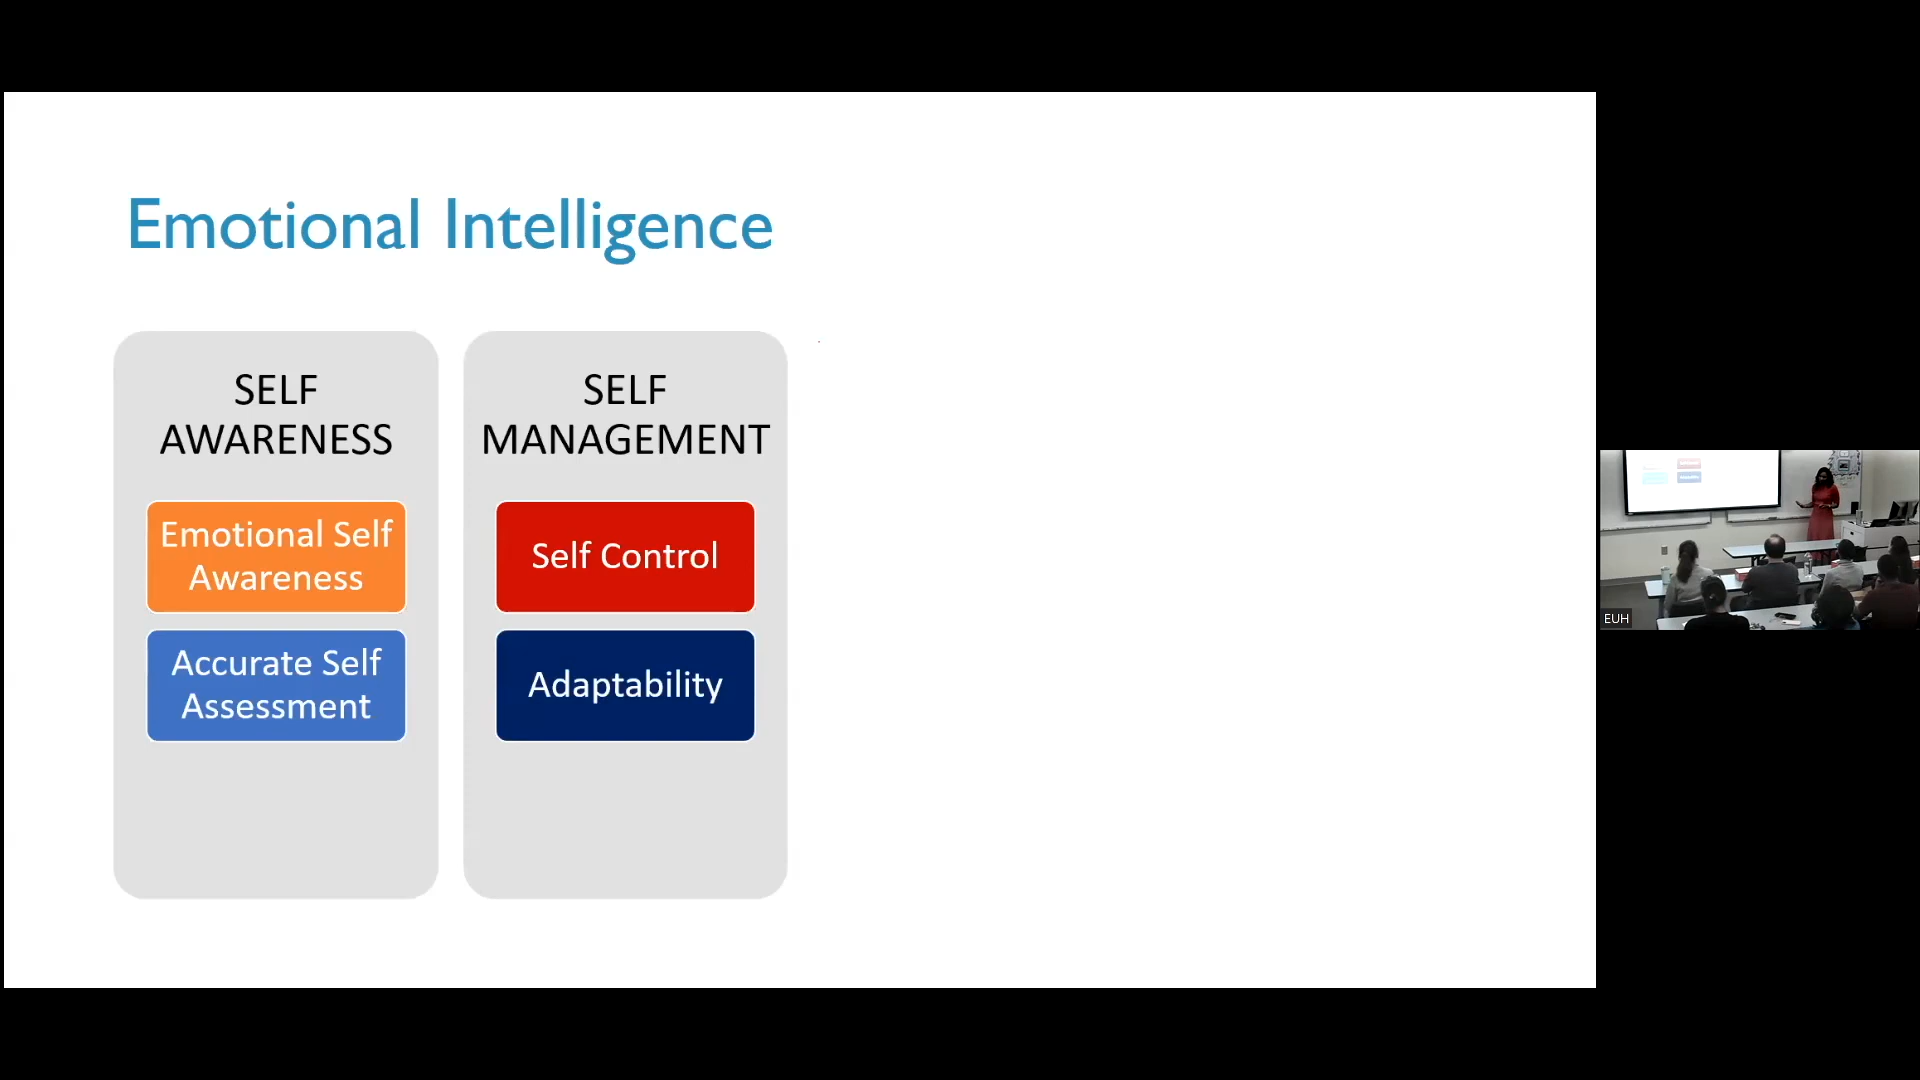 Emotional Intelligence
SELF
AWARENESS
Emotional Self
Awareness
Accurate Self
Assessment
SELF
MANAGEMENT
Self Control
Adaptability
EUH